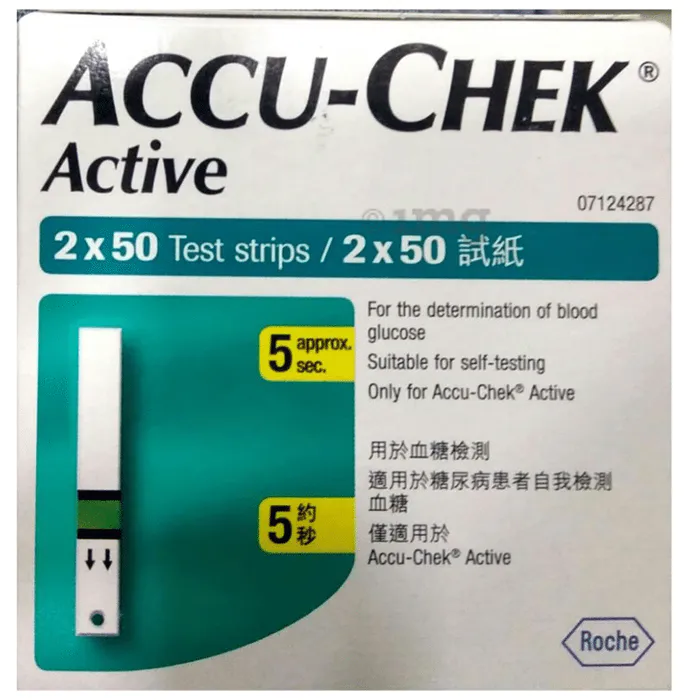 ACCU-CHEK®
Active
07124287
1mg
2 x 50 Test strips / 2 x 50 試紙
5 approx. sec.
For the determination of blood
glucose
Suitable for self-testing
Only for Accu-Chek® Active
5 約秒
用於血糖檢測
適用於糖尿病患者自我檢測
血糖
僅適用於
Accu-Chek® Active
Roche